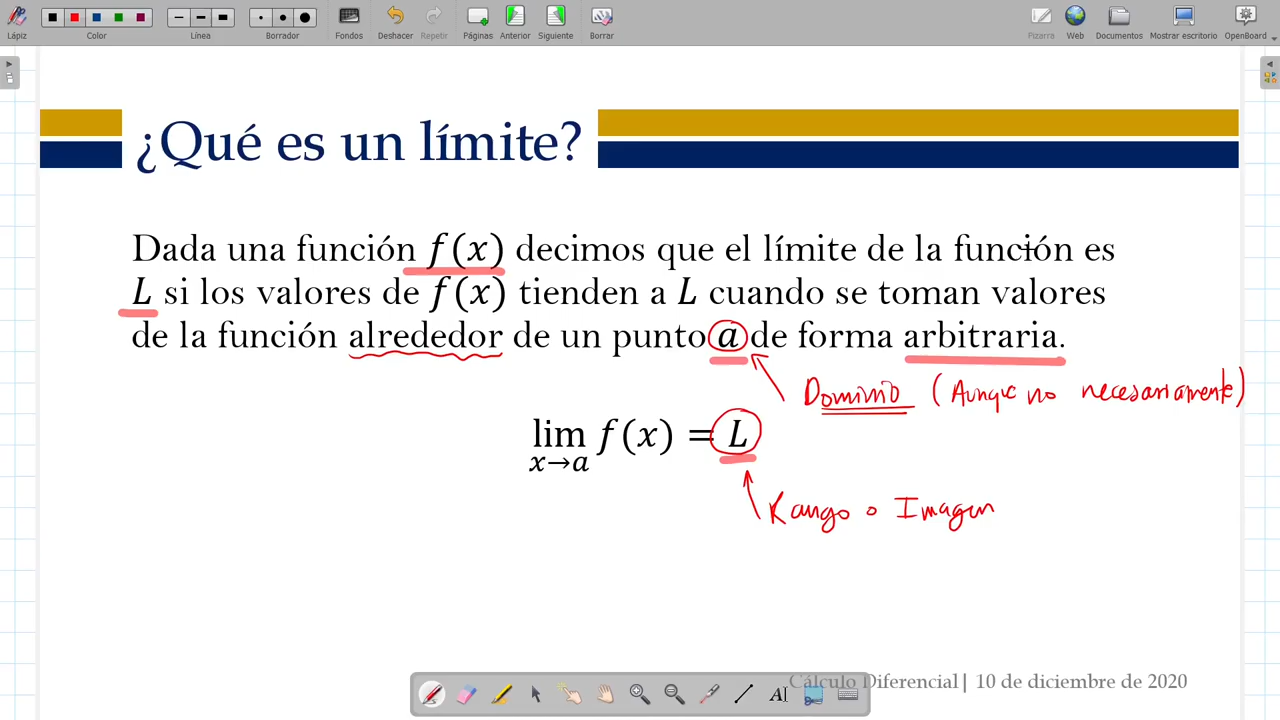 Lápiz Color Línea Borrador Fondos Deshacer Repetir Páginas Anterior Siguiente Borrar Pizarra Web Documentos Mostrar escritorio OpenBoard
¿Qué es un límite?
Dada una función f(x) decimos que el límite de la función es
L si los valores de f(x) tienden a L cuando se toman valores
de la función alrededor de un punto a de forma arbitraria.
Dominio (Aunque no necesariamente)
lim f(x) = L
x→a
Rango o Imagen
Cálculo Diferencial| 10 de diciembre de 2020